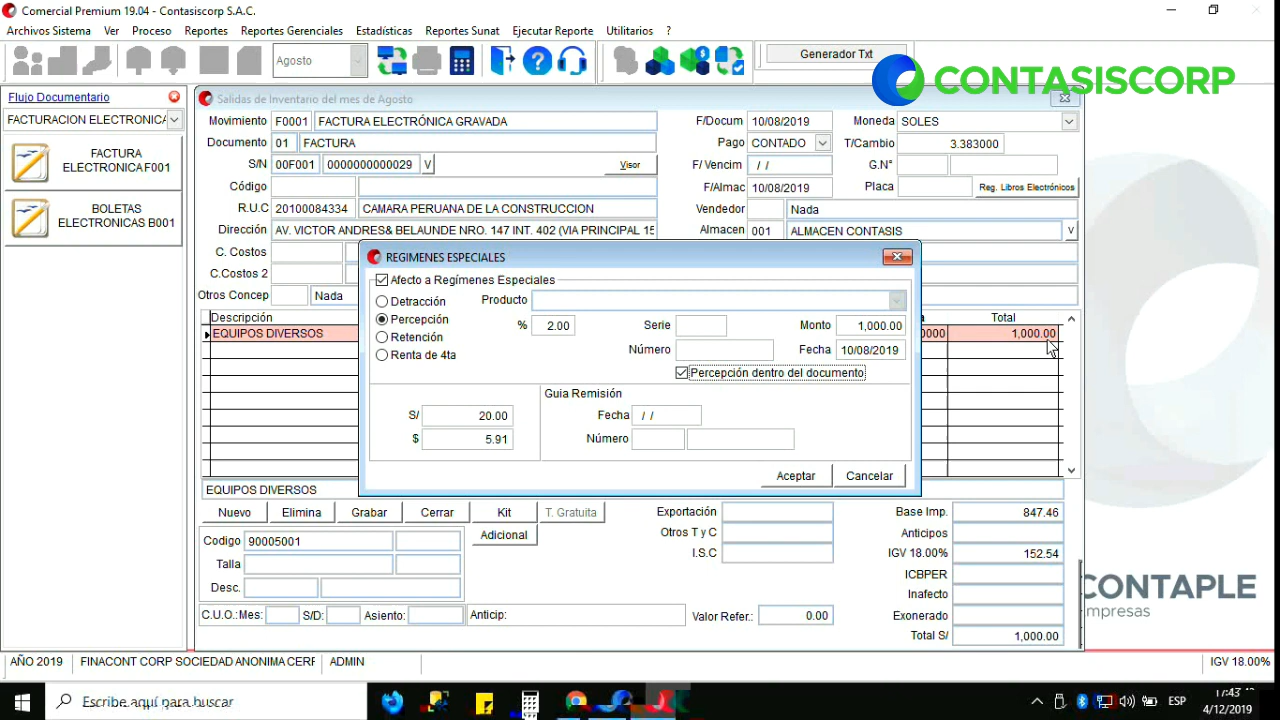 Comercial Premium 19.04 - Contasiscorp S.A.C.
Archivos Sistema Ver Proceso Reportes Reportes Gerenciales Estadísticas Reportes Sunat Ejecutar Reporte Utilitarios ?
Agosto Generador Txt
CONTASISCORP
Flujo Documentario
FACTURACION ELECTRONICA
FACTURA
ELECTRONICA F001
BOLETAS
ELECTRONICAS B001
Salidas de Inventario del mes de Agosto
Movimiento F0001 FACTURA ELECTRÓNICA GRAVADA F/Docum 10/08/2019 Moneda SOLES
Documento 01 FACTURA Pago CONTADO T/Cambio 3.383000
S/N 00F001 0000000000029 V Visor F/ Vencim / / G.N°
Código F/Almac 10/08/2019 Placa Reg. Libros Electrónicos
R.U.C 20100084334 CAMARA PERUANA DE LA CONSTRUCCION Vendedor Nada
Dirección AV. VICTOR ANDRES& BELAUNDE NRO. 147 INT. 402 (VIA PRINCIPAL 15 Almacen 001 ALMACEN CONTASIS V
C. Costos
C.Costos 2
Otros Concep Nada
Descripción a Total
EQUIPOS DIVERSOS 0000 1,000.00
REGIMENES ESPECIALES
Afecto a Regímenes Especiales
Detracción Producto
Percepción % 2.00 Serie Monto 1,000.00
Retención Número Fecha 10/08/2019
Renta de 4ta
Percepción dentro del documento
Guia Remisión
S/ 20.00 Fecha / /
$ 5.91 Número
Aceptar Cancelar
EQUIPOS DIVERSOS
Nuevo Elimina Grabar Cerrar Kit T. Gratuita Exportación Base Imp. 847.46
Adicional Otros T y C Anticipos
Codigo 90005001 I.S.C IGV 18.00% 152.54
Talla ICBPER
Desc. Inafecto
C.U.O.:Mes: S/D: Asiento: Anticip: Valor Refer.: 0.00 Exonerado
Total S/ 1,000.00
CONTAPLE
mpresas
AÑO 2019 FINACONT CORP SOCIEDAD ANONIMA CERF ADMIN IGV 18.00%
Escribe aquí para buscar ESP
4/12/2019